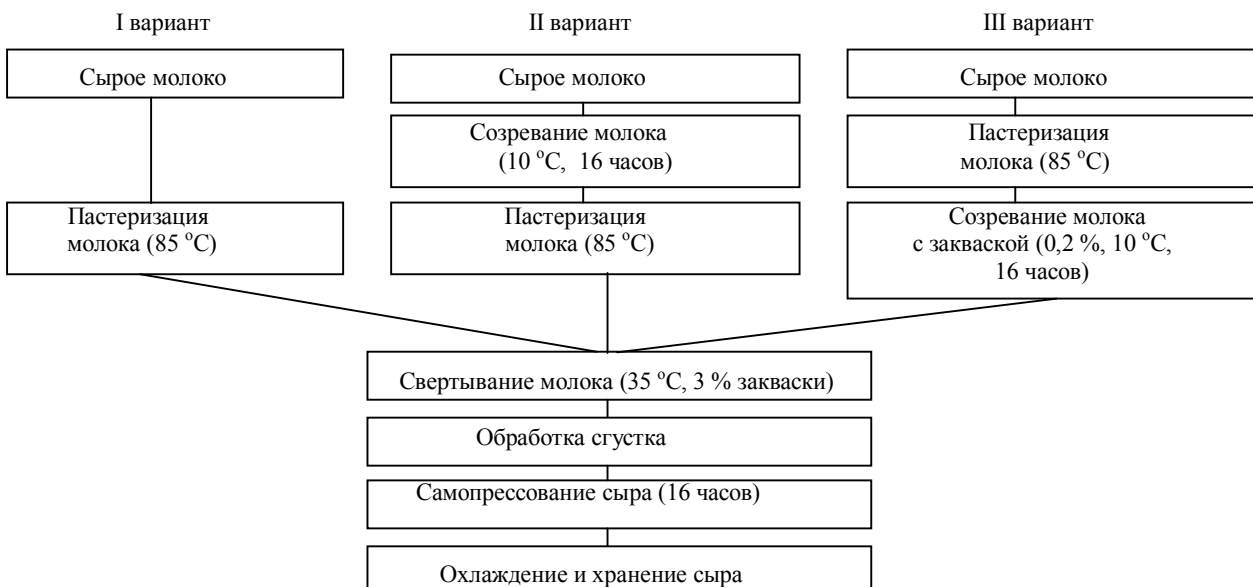 I вариант
II вариант
III вариант
Сырое молоко
Сырое молоко
Сырое молоко
Созревание молока
(10 °С, 16 часов)
Пастеризация
молока (85 °С)
Пастеризация
молока (85 °С)
Пастеризация
молока (85 °С)
Созревание молока
с закваской (0,2 %, 10 °С,
16 часов)
Свертывание молока (35 °С, 3 % закваски)
Обработка сгустка
Самопрессование сыра (16 часов)
Охлаждение и хранение сыра